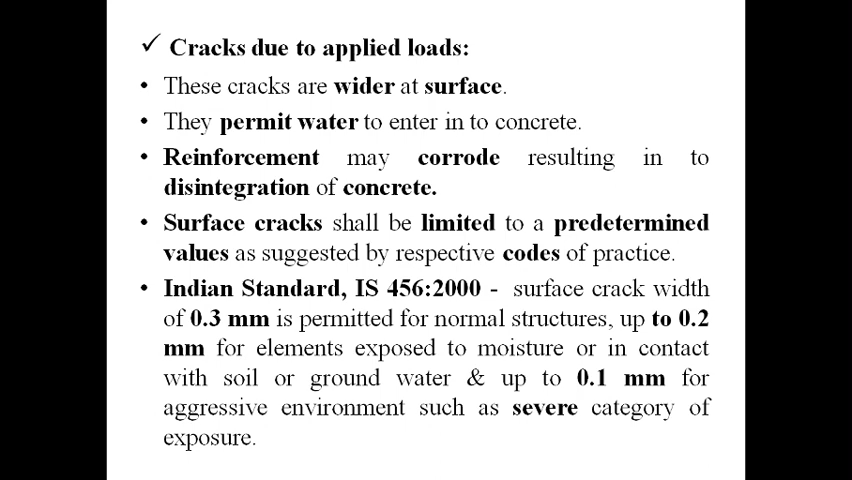 ✓ Cracks due to applied loads:
• These cracks are wider at surface.
• They permit water to enter in to concrete.
• Reinforcement may corrode resulting in to
disintegration of concrete.
• Surface cracks shall be limited to a predetermined
values as suggested by respective codes of practice.
• Indian Standard, IS 456:2000 - surface crack width
of 0.3 mm is permitted for normal structures, up to 0.2
mm for elements exposed to moisture or in contact
with soil or ground water & up to 0.1 mm for
aggressive environment such as severe category of
exposure.